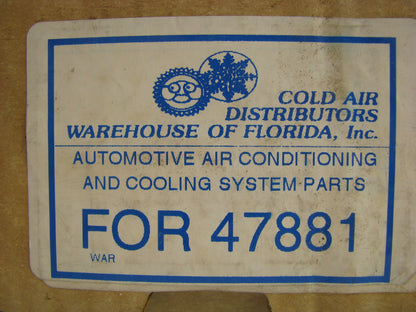 COLD AIR
DISTRIBUTORS
WAREHOUSE OF FLORIDA, Inc.
AUTOMOTIVE AIR CONDITIONING
AND COOLING SYSTEM PARTS
FOR 47881
WAR